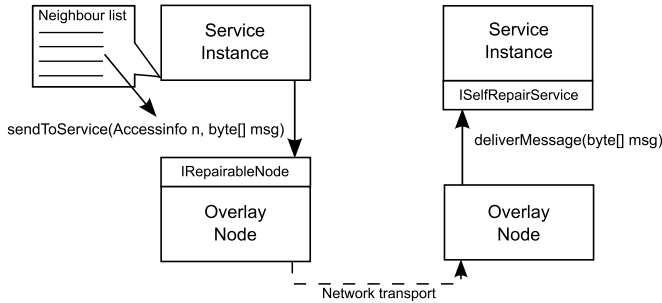 Neighbour list
Service
Instance
sendToService(Accessinfo n, byte[] msg)
IRepairableNode
Overlay
Node
Service
Instance
ISelfRepairService
deliverMessage(byte[] msg)
Overlay
Node
Network transport